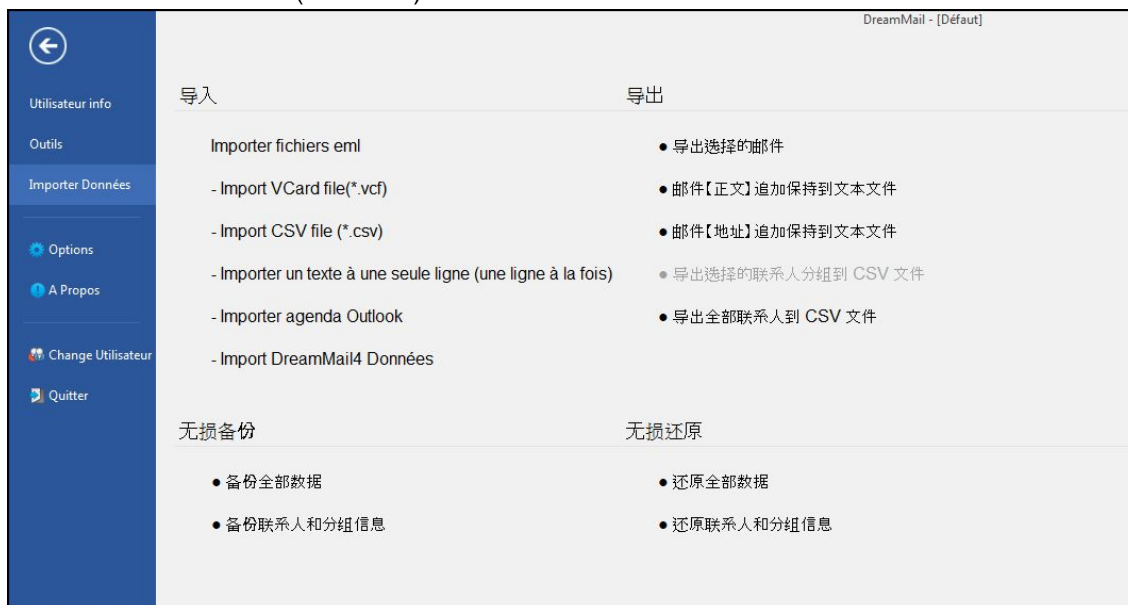 DreamMail - [Défaut]
Utilisateur info
Outils
Importer Données
Options
A Propos
Change Utilisateur
Quitter
导入
Importer fichiers eml
- Import VCard file(*.vcf)
- Import CSV file (*.csv)
- Importer un texte à une seule ligne (une ligne à la fois)
- Importer agenda Outlook
- Import DreamMail4 Données
导出
● 导出选择的邮件
● 邮件【正文】追加保持到文本文件
● 邮件【地址】追加保持到文本文件
● 导出选择的联系人分组到 CSV 文件
● 导出全部联系人到 CSV 文件
无损备份
● 备份全部数据
● 备份联系人和分组信息
无损还原
● 还原全部数据
● 还原联系人和分组信息